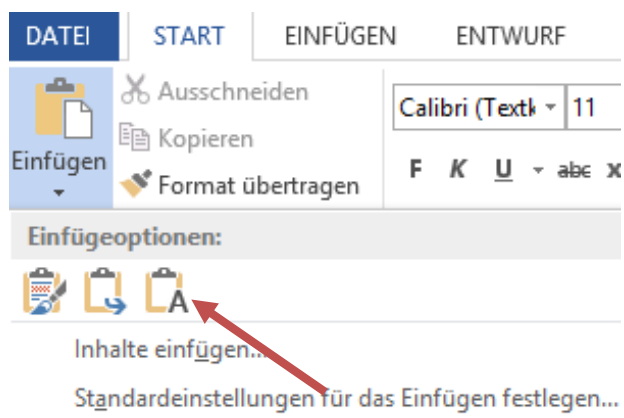 DATEI START EINFÜGEN ENTWURF
Ausschneiden
Calibri (Textk 11
Kopieren
Einfügen
F K U abc x
Format übertragen
Einfügeoptionen:
A
Inhalte einfügen...
Standardeinstellungen für das Einfügen festlegen...